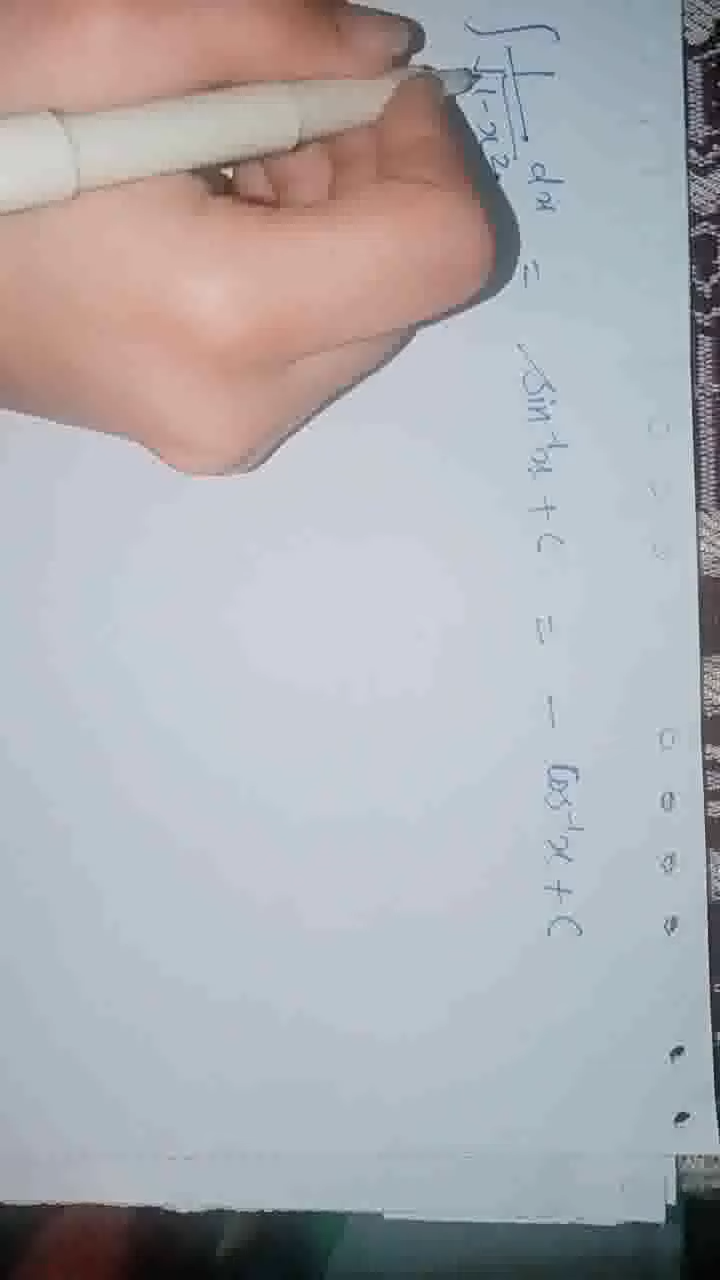 ∫ 1/√(1-x²) dx = sin⁻¹x + C = - Cos⁻¹x + C